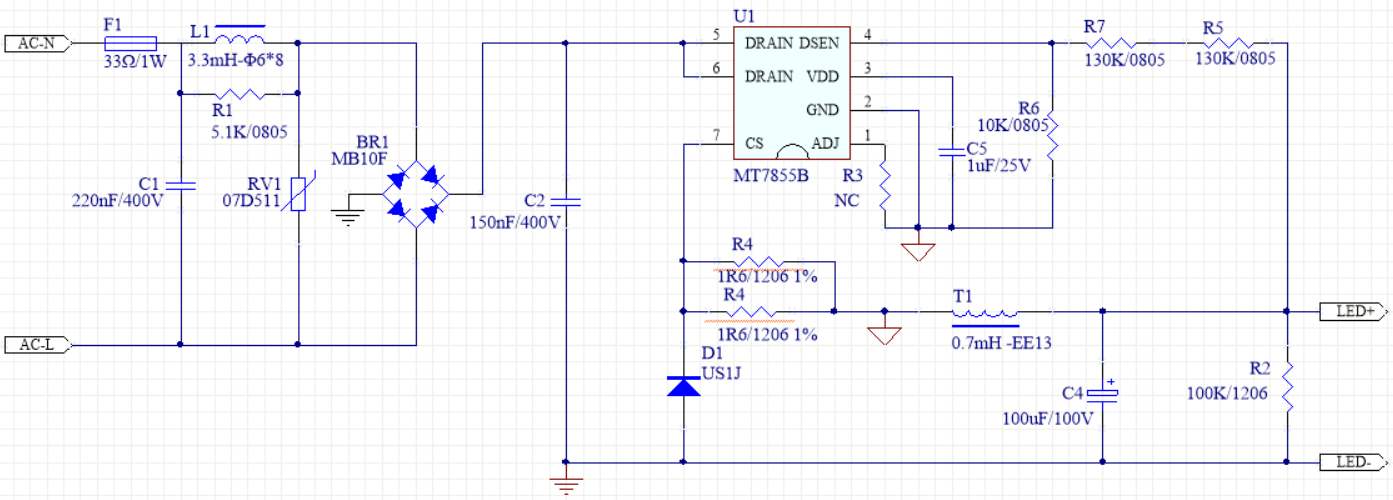 AC-N
F1
33Ω/1W
L1
3.3mH-Φ6*8
R1
5.1K/0805
C1
220nF/400V
RV1
07D511
AC-L
BR1
MB10F
C2
150nF/400V
U1
5
DRAIN DSEN
4
6
DRAIN VDD
3
GND
2
7
CS
ADJ
1
MT7855B
R3
NC
C5
1uF/25V
R6
10K/0805
R7
130K/0805
R5
130K/0805
R4
1R6/1206 1%
R4
1R6/1206 1%
D1
US1J
T1
0.7mH -EE13
C4
+
100uF/100V
R2
100K/1206
LED+
LED-